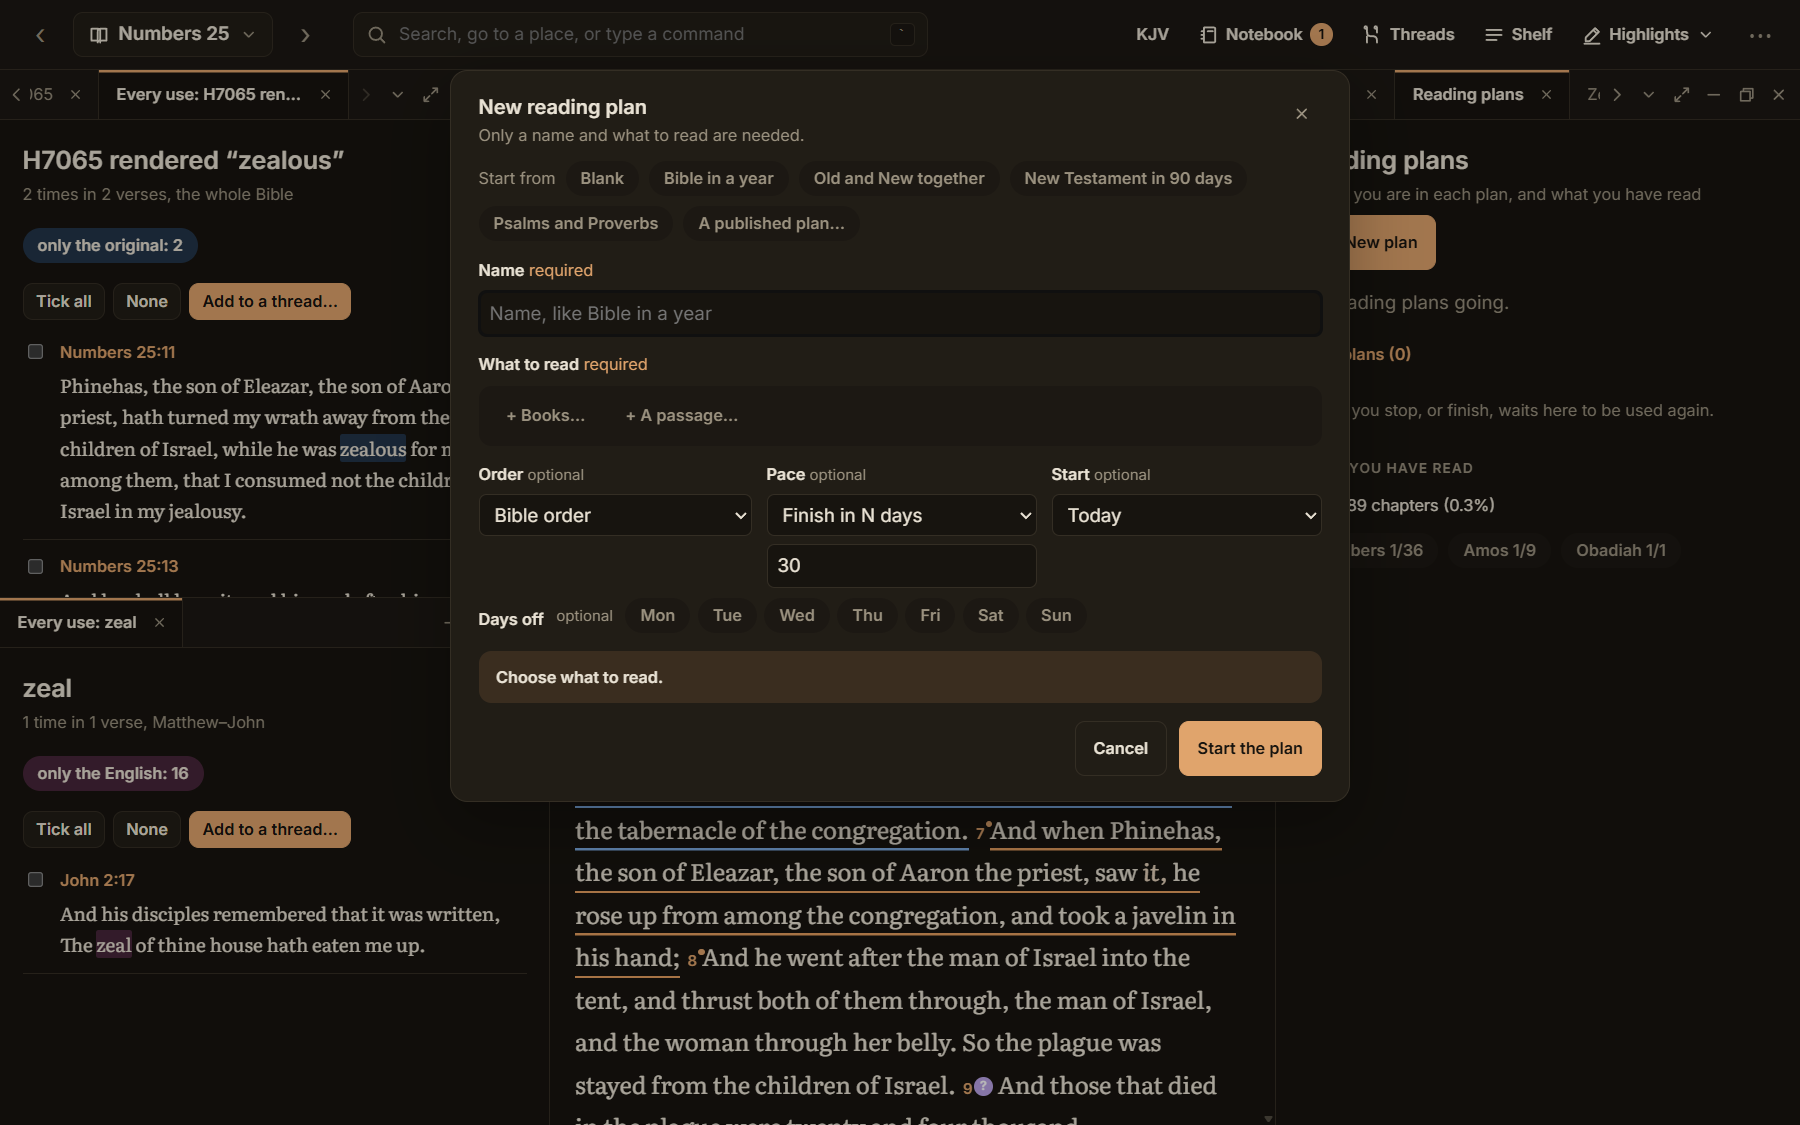 Numbers 25
Search, go to a place, or type a command
`
KJV
Notebook 1
Threads
Shelf
Highlights
065
Every use: H7065 ren...
H7065 rendered “zealous”
2 times in 2 verses, the whole Bible
only the original: 2
Tick all
None
Add to a thread...
Numbers 25:11
Phinehas, the son of Eleazar, the son of Aaro
priest, hath turned my wrath away from the
children of Israel, while he was zealous for
among them, that I consumed not the childr
Israel in my jealousy.
Numbers 25:13
Every use: zeal
zeal
1 time in 1 verse, Matthew–John
only the English: 16
Tick all
None
Add to a thread...
John 2:17
And his disciples remembered that it was written,
The zeal of thine house hath eaten me up.
New reading plan
Only a name and what to read are needed.
Start from
Blank
Bible in a year
Old and New together
New Testament in 90 days
Psalms and Proverbs
A published plan...
Name required
Name, like Bible in a year
What to read required
+ Books...
+ A passage...
Order optional
Pace optional
Start optional
Bible order
Finish in N days
Today
30
Days off optional
Mon
Tue
Wed
Thu
Fri
Sat
Sun
Choose what to read.
Cancel
Start the plan
the tabernacle of the congregation. 7 And when Phinehas,
the son of Eleazar, the son of Aaron the priest, saw it, he
rose up from among the congregation, and took a javelin in
his hand; 8 And he went after the man of Israel into the
tent, and thrust both of them through, the man of Israel,
and the woman through her belly. So the plague was
stayed from the children of Israel. 9 ? And those that died
in the plague were twenty and four thousand.
Reading plans
ding plans
you are in each plan, and what you have read
New plan
ading plans going.
lans (0)
you stop, or finish, waits here to be used again.
YOU HAVE READ
89 chapters (0.3%)
bers 1/36
Amos 1/9
Obadiah 1/1